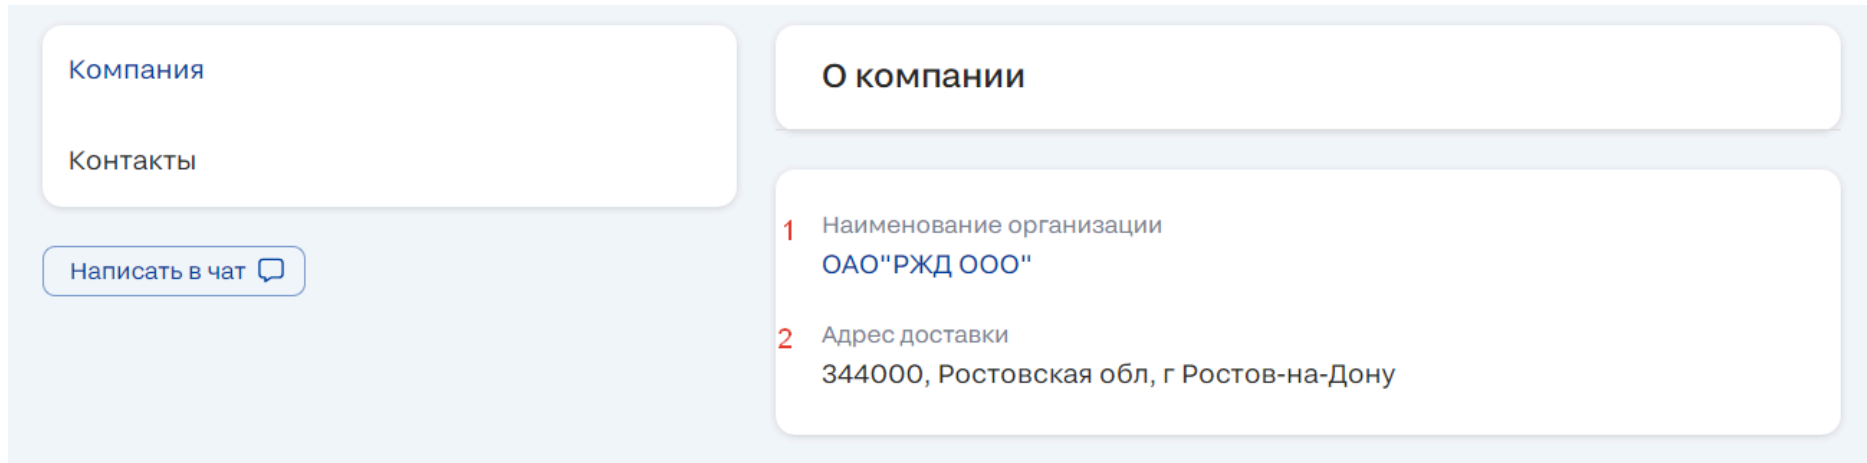 Компания
Контакты
Написать в чат
О компании
1 Наименование организации
ОАО"РЖД ООО"
2 Адрес доставки
344000, Ростовская обл, г Ростов-на-Дону